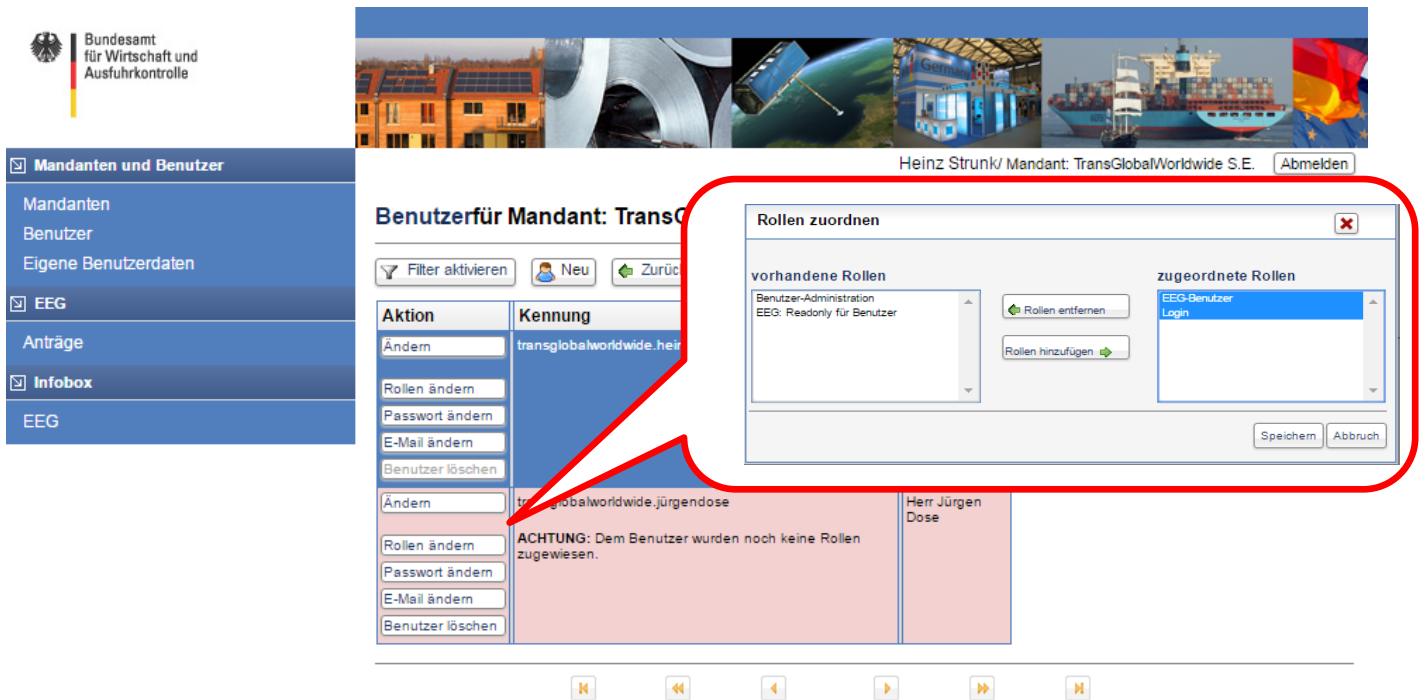 Bundesamt
für Wirtschaft und
Ausfuhrkontrolle
Germany
Heinz Strunk/ Mandant: TransGlobalWorldwide S.E.
Abmelden
Mandanten und Benutzer
Mandanten
Benutzer
Eigene Benutzerdaten
EEG
Anträge
Infobox
EEG
Benutzerfür Mandant: Trans
Filter aktivieren
Neu
Zurück
Aktion
Kennung
Ändern
transglobalworldwide.hein
Rollen ändern
Passwort ändern
E-Mail ändern
Benutzer löschen
Ändern
transglobalworldwide.jürgendose
Herr Jürgen
Dose
Rollen ändern
ACHTUNG: Dem Benutzer wurden noch keine Rollen
zugewiesen.
Passwort ändern
E-Mail ändern
Benutzer löschen
Rollen zuordnen
vorhandene Rollen
zugeordnete Rollen
Benutzer-Administration
EEG: Readonly für Benutzer
Rollen entfernen
Rollen hinzufügen
EEG-Benutzer
Login
Speichern
Abbruch